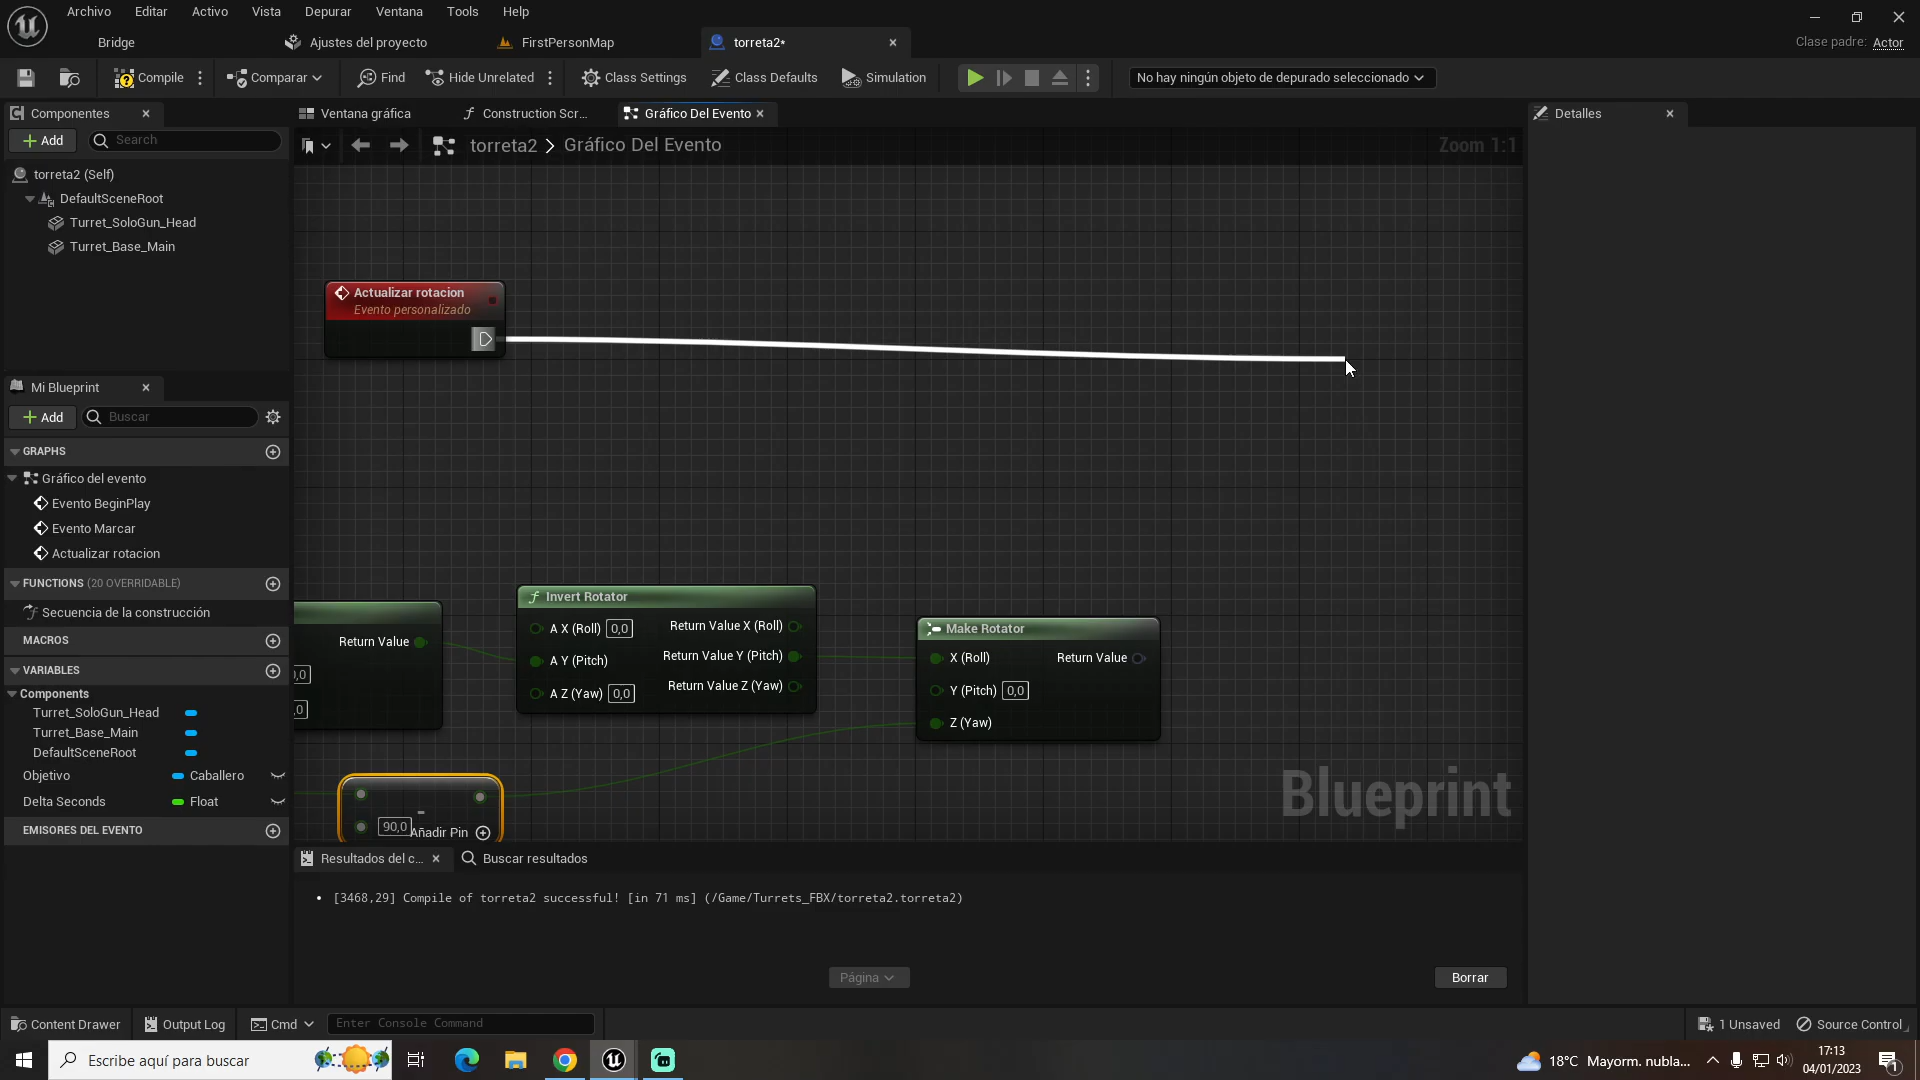 Archivo Editar Activo Vista Depurar Ventana Tools Help
Bridge Ajustes del proyecto FirstPersonMap torreta2* Clase padre: Actor
Compile Comparar Find Hide Unrelated Class Settings Class Defaults Simulation No hay ningún objeto de depurado seleccionado
Componentes Ventana gráfica Construction Scr... Gráfico Del Evento Detalles
Add Search
torreta2 > Gráfico Del Evento Zoom 1:1
torreta2 (Self)
DefaultSceneRoot
Turret_SoloGun_Head
Turret_Base_Main
Actualizar rotacion
Evento personalizado
Mi Blueprint
Add Buscar
GRAPHS
Gráfico del evento
Evento BeginPlay
Evento Marcar
Actualizar rotacion
FUNCTIONS (20 OVERRIDABLE)
Secuencia de la construcción
MACROS
VARIABLES
Components
Turret_SoloGun_Head
Turret_Base_Main
DefaultSceneRoot
Objetivo Caballero
Delta Seconds Float
EMISORES DEL EVENTO
Return Value
,0
,0
Invert Rotator
A X (Roll) 0,0 Return Value X (Roll)
A Y (Pitch) Return Value Y (Pitch)
A Z (Yaw) 0,0 Return Value Z (Yaw)
Make Rotator
X (Roll) Return Value
Y (Pitch) 0,0
Z (Yaw)
-
90,0 Añadir Pin
Blueprint
Resultados del c... Buscar resultados
• [3468,29] Compile of torreta2 successful! [in 71 ms] (/Game/Turrets_FBX/torreta2.torreta2)
Página Borrar
Content Drawer Output Log Cmd Enter Console Command 1 Unsaved Source Control
Escribe aquí para buscar 18°C Mayorm. nubla... 17:13
04/01/2023
1